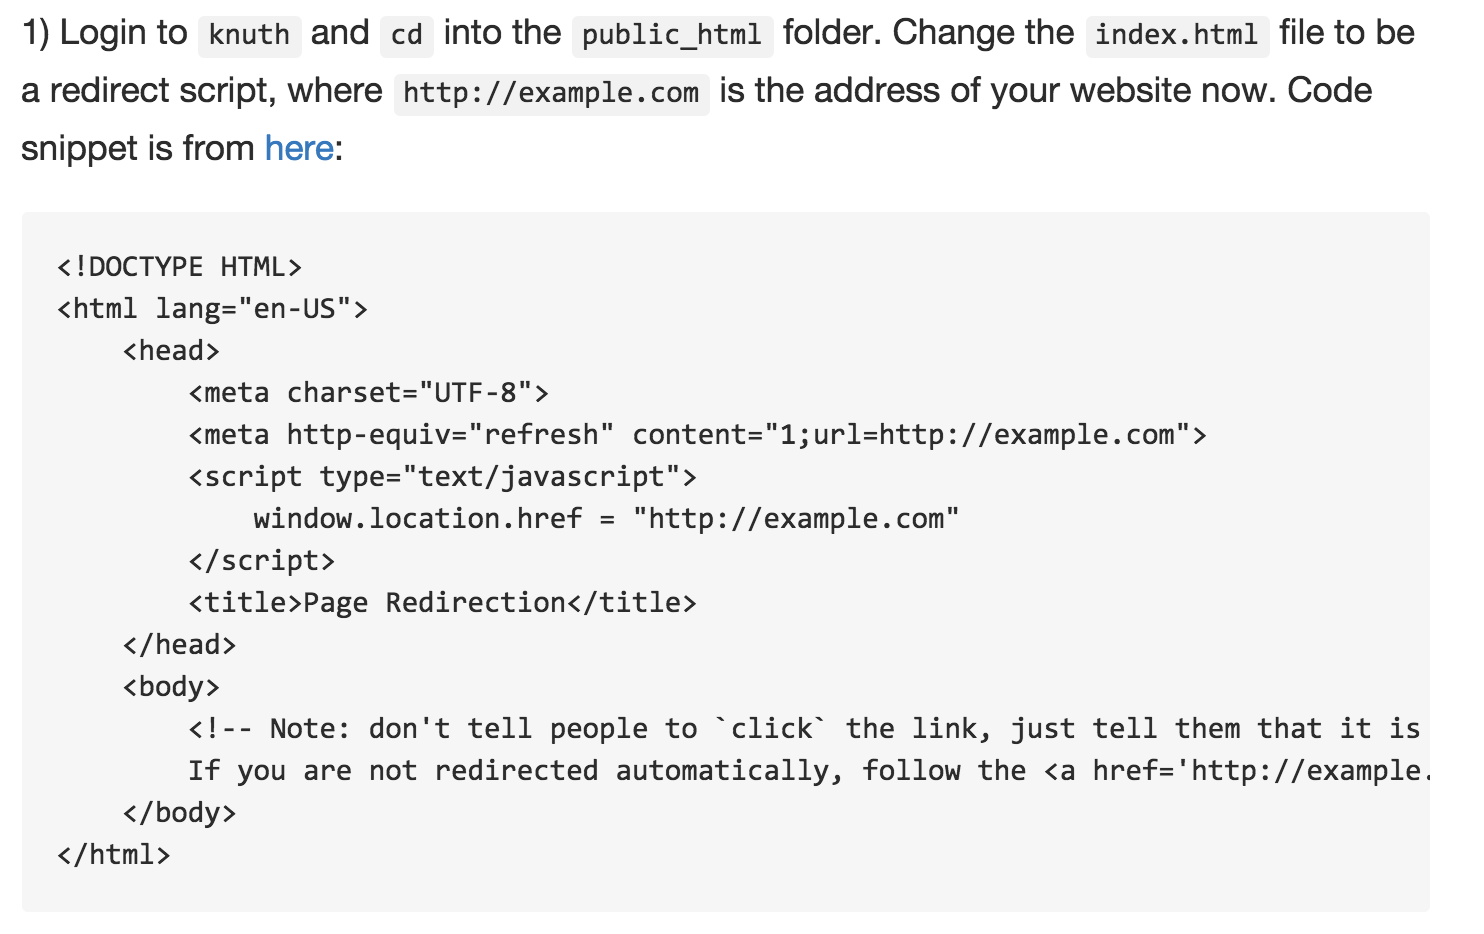 1) Login to knuth and cd into the public_html folder. Change the index.html file to be
a redirect script, where http://example.com is the address of your website now. Code
snippet is from here:
<!DOCTYPE HTML>
<html lang="en-US">
    <head>
        <meta charset="UTF-8">
        <meta http-equiv="refresh" content="1;url=http://example.com">
        <script type="text/javascript">
            window.location.href = "http://example.com"
        </script>
        <title>Page Redirection</title>
    </head>
    <body>
        <!-- Note: don't tell people to `click` the link, just tell them that it is
        If you are not redirected automatically, follow the <a href='http://example.
    </body>
</html>